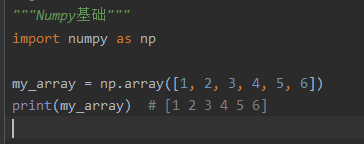 """Numpy基础"""
import numpy as np
my_array = np.array([1, 2, 3, 4, 5, 6])
print(my_array)  # [1 2 3 4 5 6]